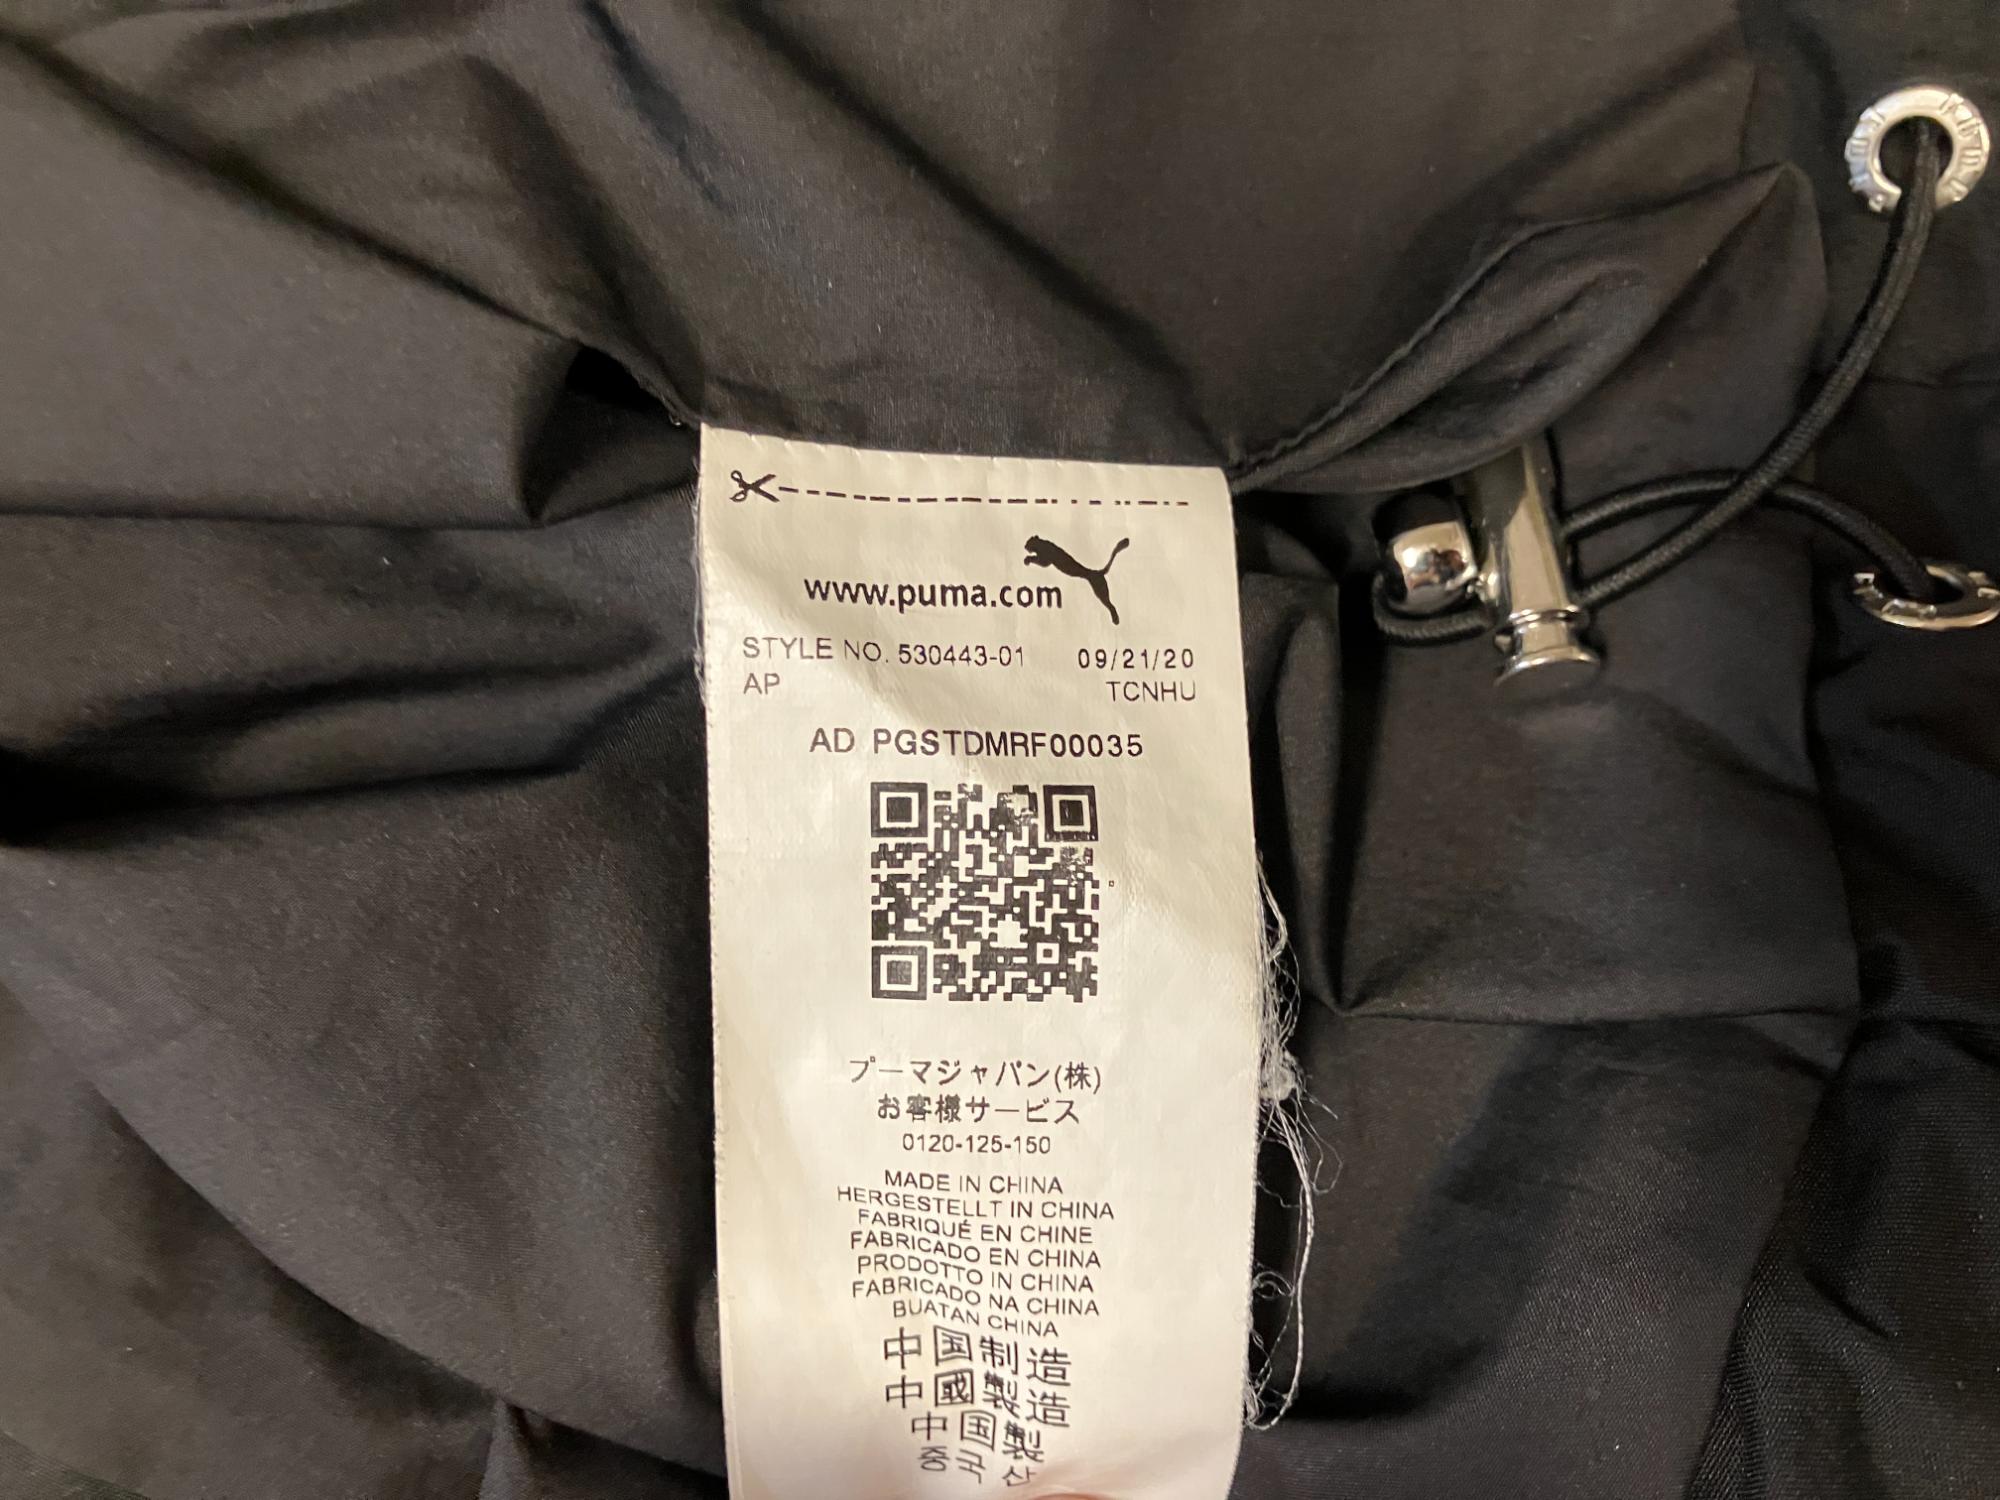 www.puma.com
STYLE NO. 530443-01 09/21/20
AP TCNHU
AD PGSTDMRF00035
プーマジャパン(株)
お客様サービス
0120-125-150
MADE IN CHINA
HERGESTELLT IN CHINA
FABRIQUÉ EN CHINE
FABRICADO EN CHINA
PRODOTTO IN CHINA
FABRICADO NA CHINA
BUATAN CHINA
中国制造
中國製造
中国製
중국산